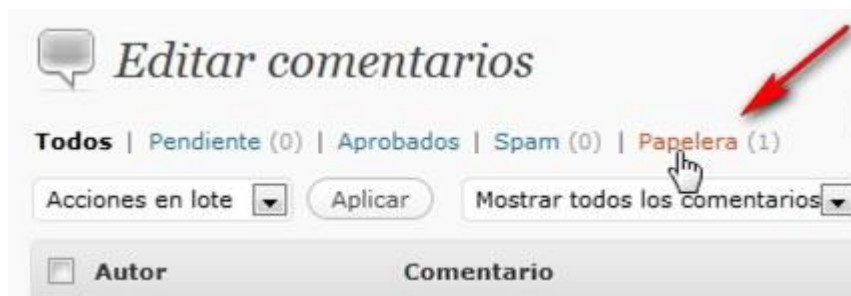 Editar comentarios
Todos | Pendiente (0) | Aprobados | Spam (0) | Papelera (1)
Acciones en lote Aplicar Mostrar todos los comentarios
Autor Comentario